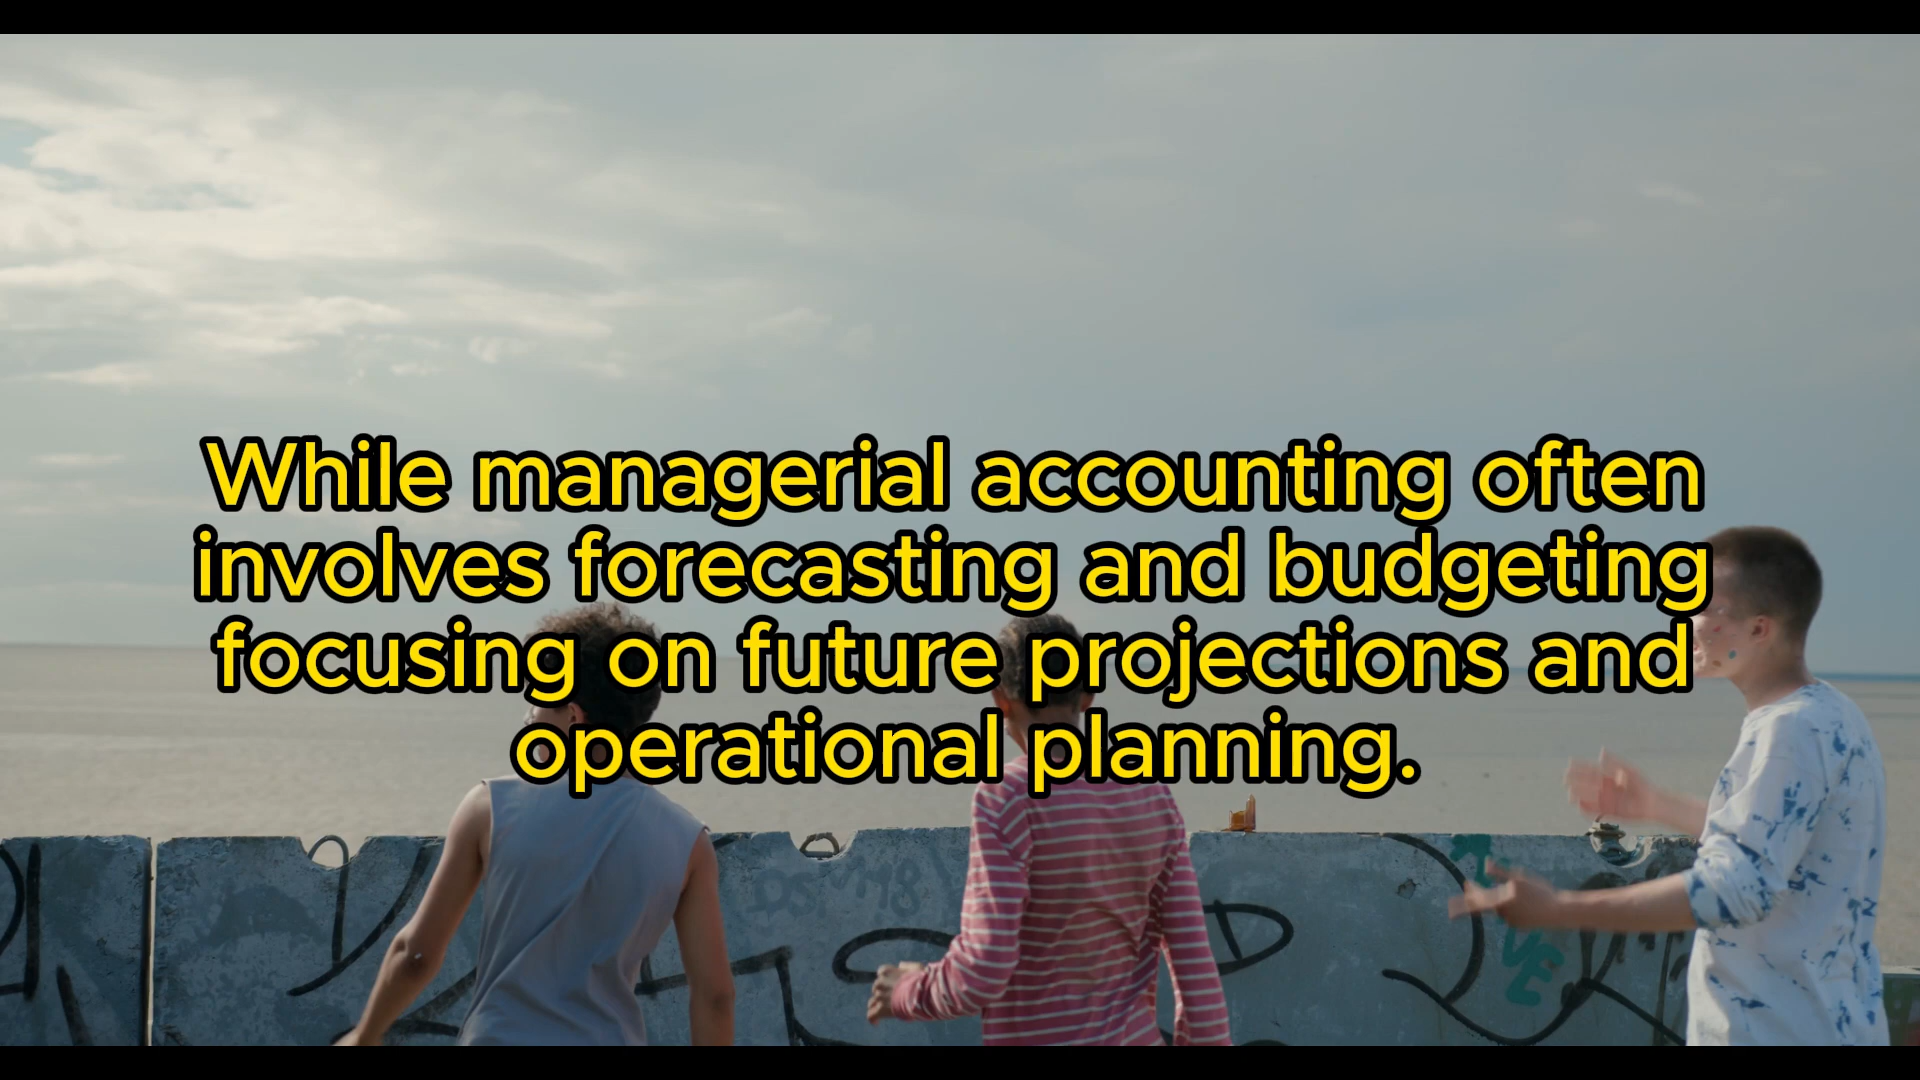 While managerial accounting often
involves forecasting and budgeting
focusing on future projections and
operational planning.